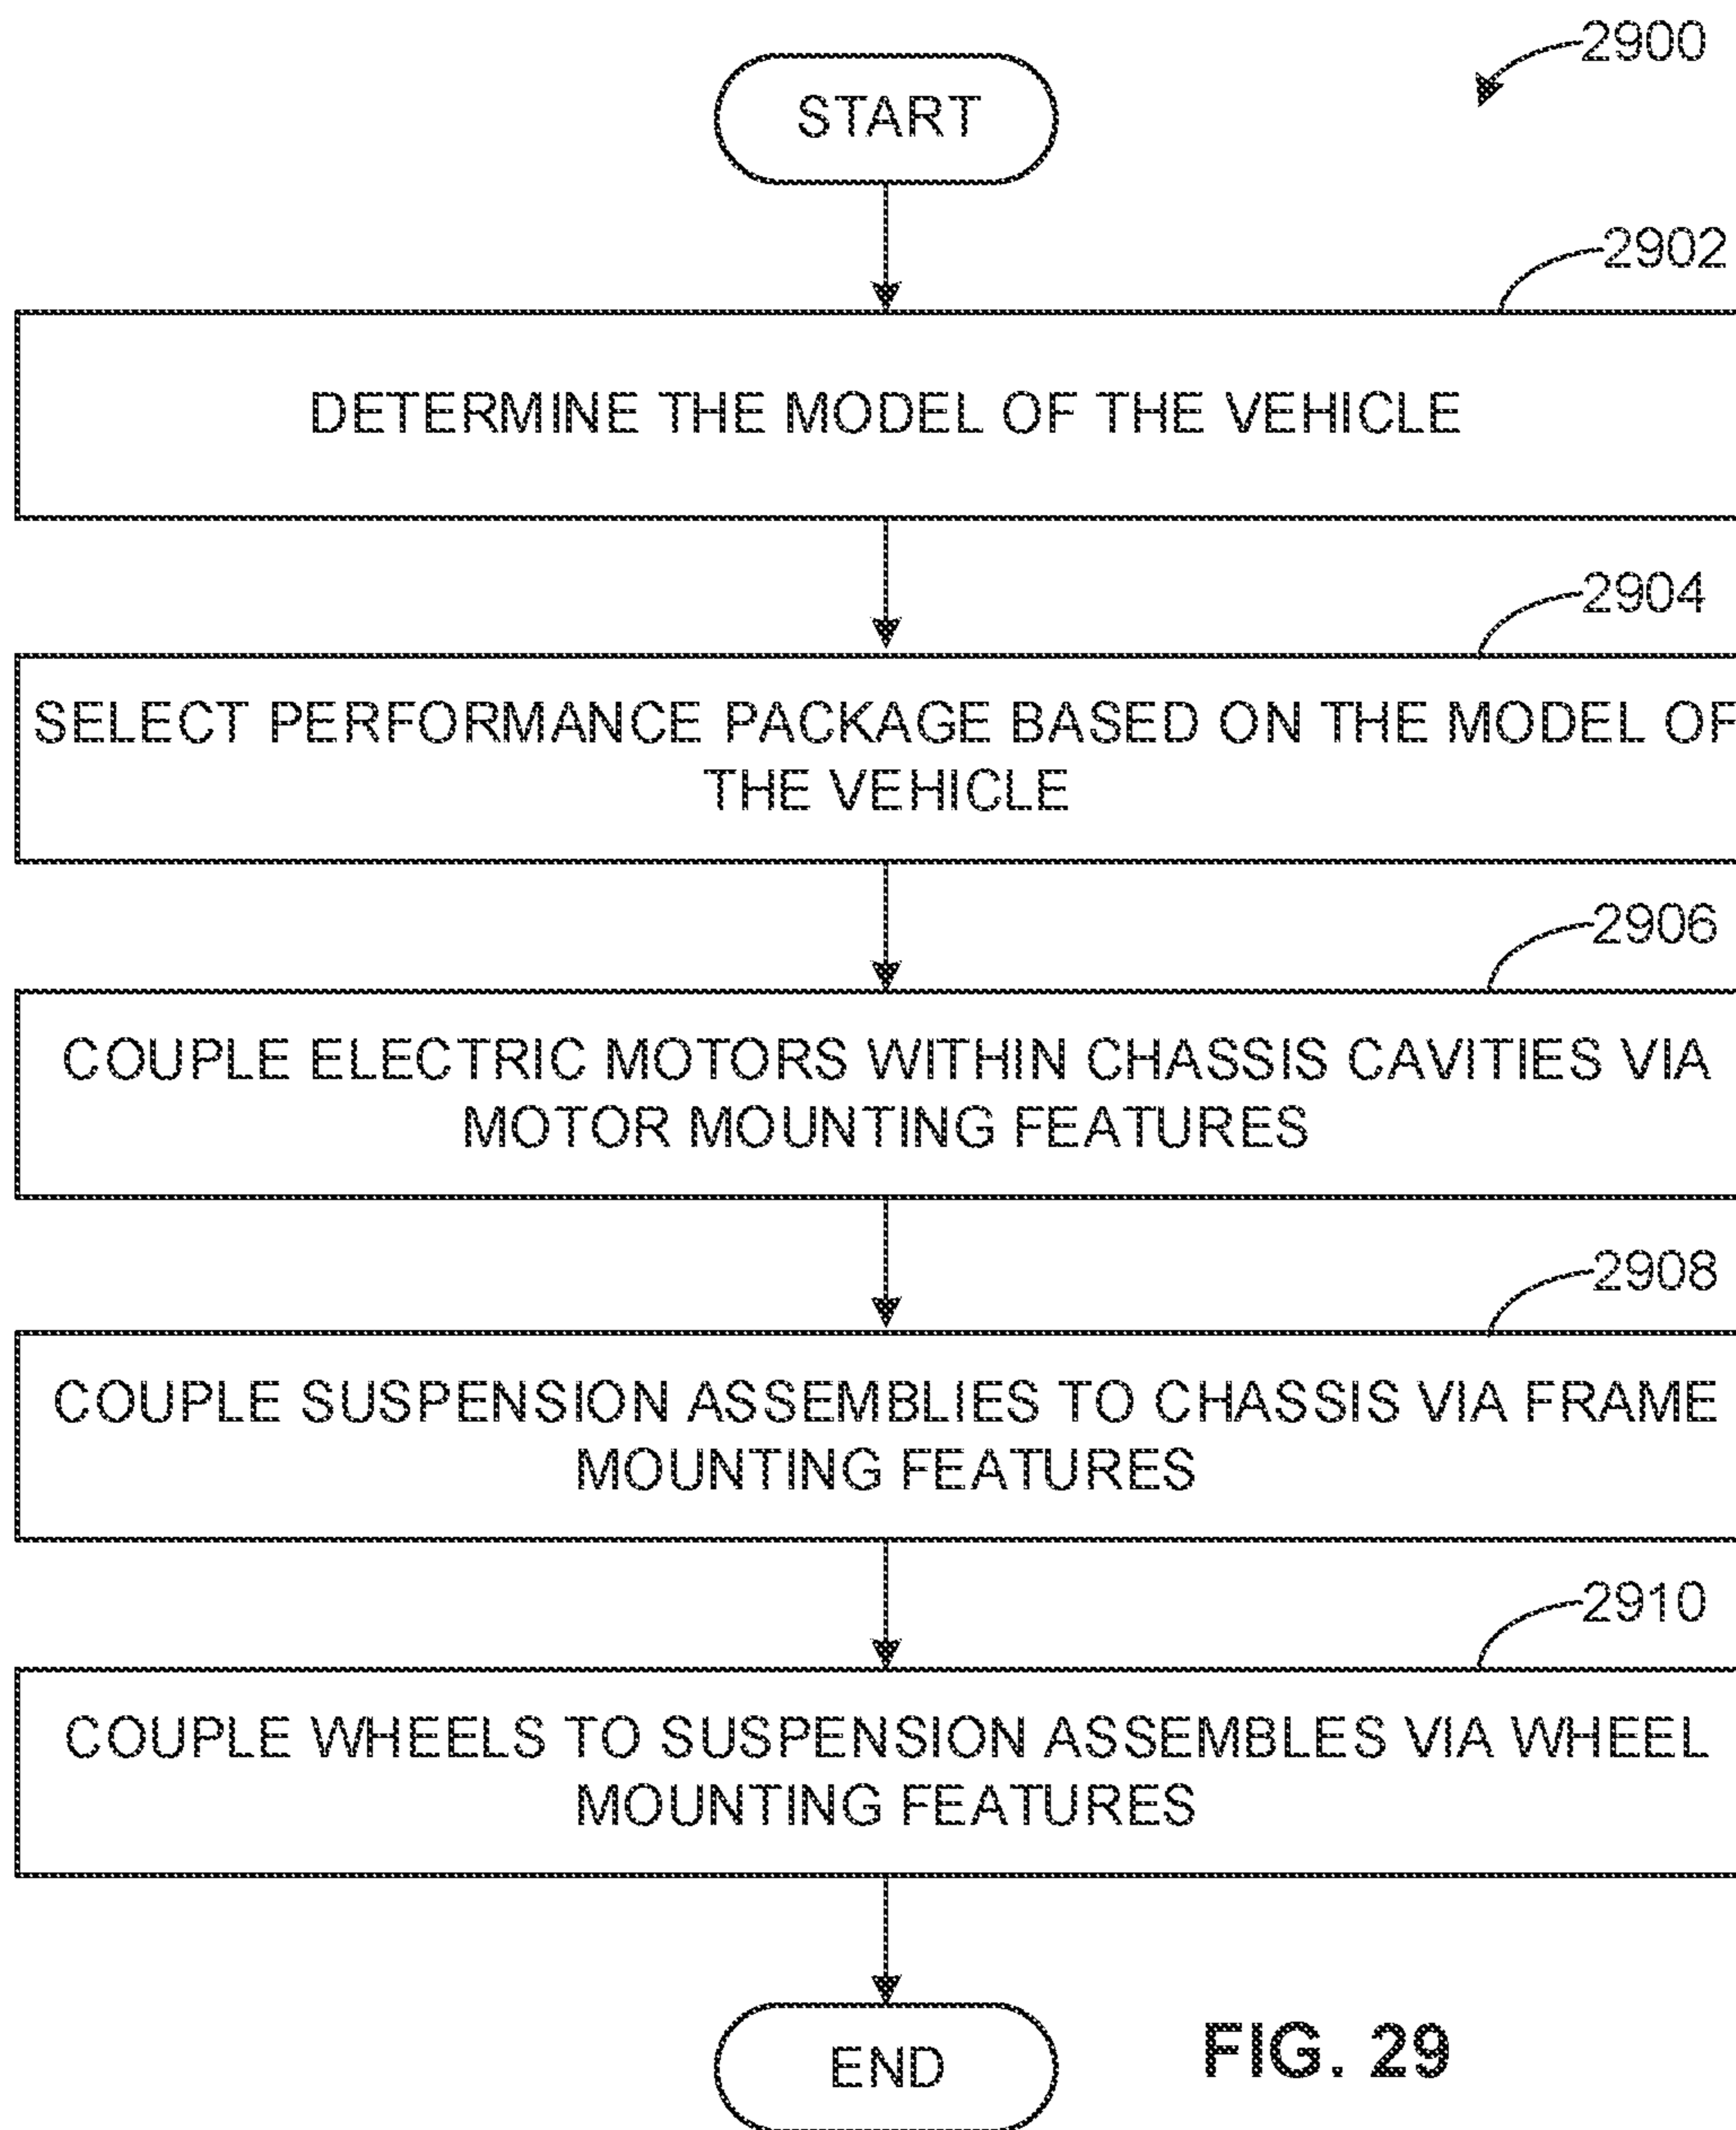 2900
START
2902
DETERMINE THE MODEL OF THE VEHICLE
2904
SELECT PERFORMANCE PACKAGE BASED ON THE MODEL OF
THE VEHICLE
2906
COUPLE ELECTRIC MOTORS WITHIN CHASSIS CAVITIES VIA
MOTOR MOUNTING FEATURES
2908
COUPLE SUSPENSION ASSEMBLIES TO CHASSIS VIA FRAME
MOUNTING FEATURES
2910
COUPLE WHEELS TO SUSPENSION ASSEMBLES VIA WHEEL
MOUNTING FEATURES
END
FIG. 29